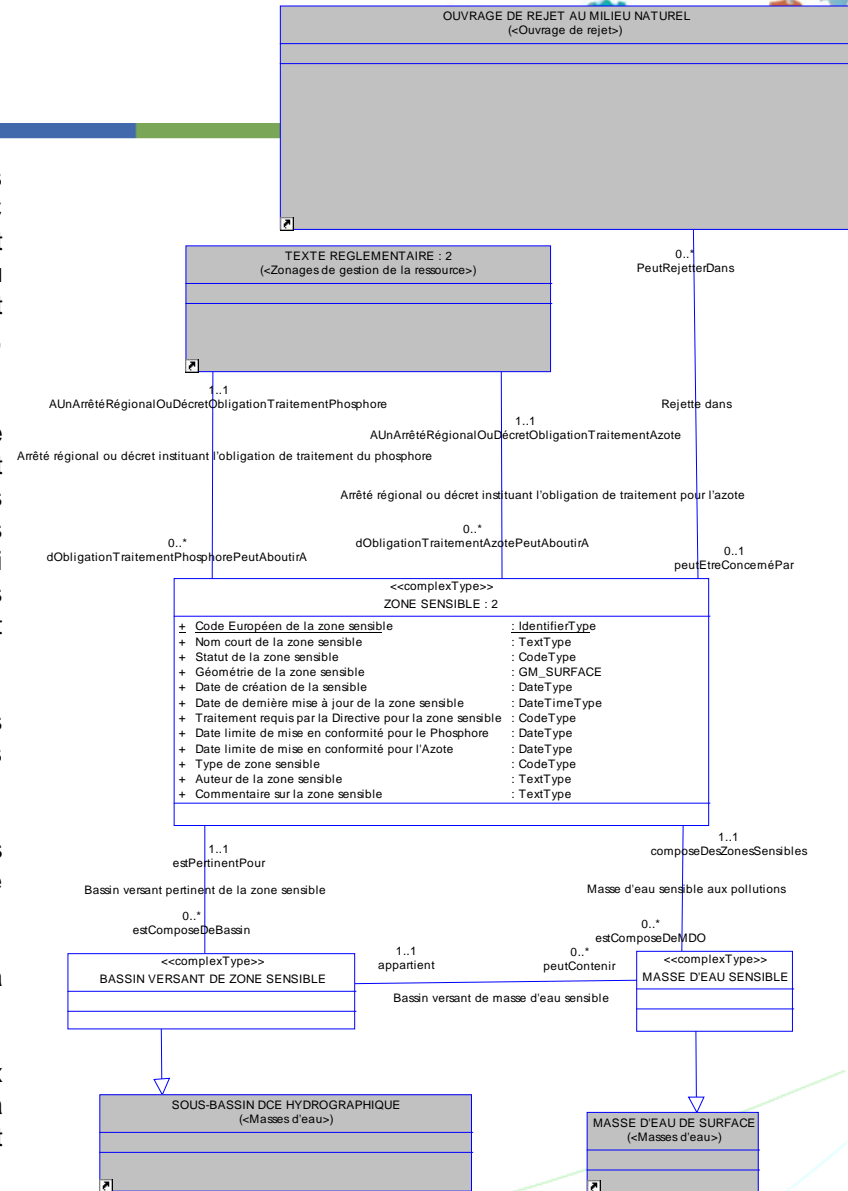 OUVRAGE DE REJET AU MILIEU NATUREL
(<Ouvrage de rejet>)
TEXTE REGLEMENTAIRE : 2
(<Zonages de gestion de la ressource>)
0..*
PeutRejetterDans
1..1
AUnArrêtéRégionalOuDécretObligationTraitementPhosphore
Rejette dans
1..1
AUnArrêtéRégionalOuDécretObligationTraitementAzote
Arrêté régional ou décret instituant l'obligation de traitement du phosphore
Arrêté régional ou décret instituant l'obligation de traitement pour l'azote
0..*
dObligationTraitementPhosphorePeutAboutirA
0..*
dObligationTraitementAzotePeutAboutirA
0..1
peutEtreConcernéPar
<<complexType>>
ZONE SENSIBLE : 2
+ Code Européen de la zone sensible : IdentifierType
+ Nom court de la zone sensible : TextType
+ Statut de la zone sensible : CodeType
+ Géométrie de la zone sensible : GM_SURFACE
+ Date de création de la sensible : DateType
+ Date de dernière mise à jour de la zone sensible : DateTimeType
+ Traitement requis par la Directive pour la zone sensible : CodeType
+ Date limite de mise en conformité pour le Phosphore : DateType
+ Date limite de mise en conformité pour l'Azote : DateType
+ Type de zone sensible : CodeType
+ Auteur de la zone sensible : TextType
+ Commentaire sur la zone sensible : TextType
1..1
estPertinentPour
1..1
composeDesZonesSensibles
Bassin versant pertinent de la zone sensible
Masse d'eau sensible aux pollutions
0..*
estComposeDeBassin
0..*
estComposeDeMDO
<<complexType>>
BASSIN VERSANT DE ZONE SENSIBLE
1..1
appartient
0..*
peutContenir
<<complexType>>
MASSE D'EAU SENSIBLE
Bassin versant de masse d'eau sensible
SOUS-BASSIN DCE HYDROGRAPHIQUE
(<Masses d'eau>)
MASSE D'EAU DE SURFACE
(<Masses d'eau>)